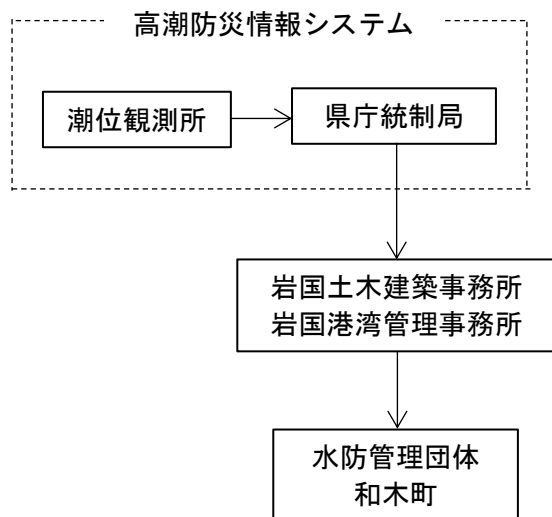 高潮防災情報システム
潮位観測所
県庁統制局
岩国土木建築事務所
岩国港湾管理事務所
水防管理団体
和木町